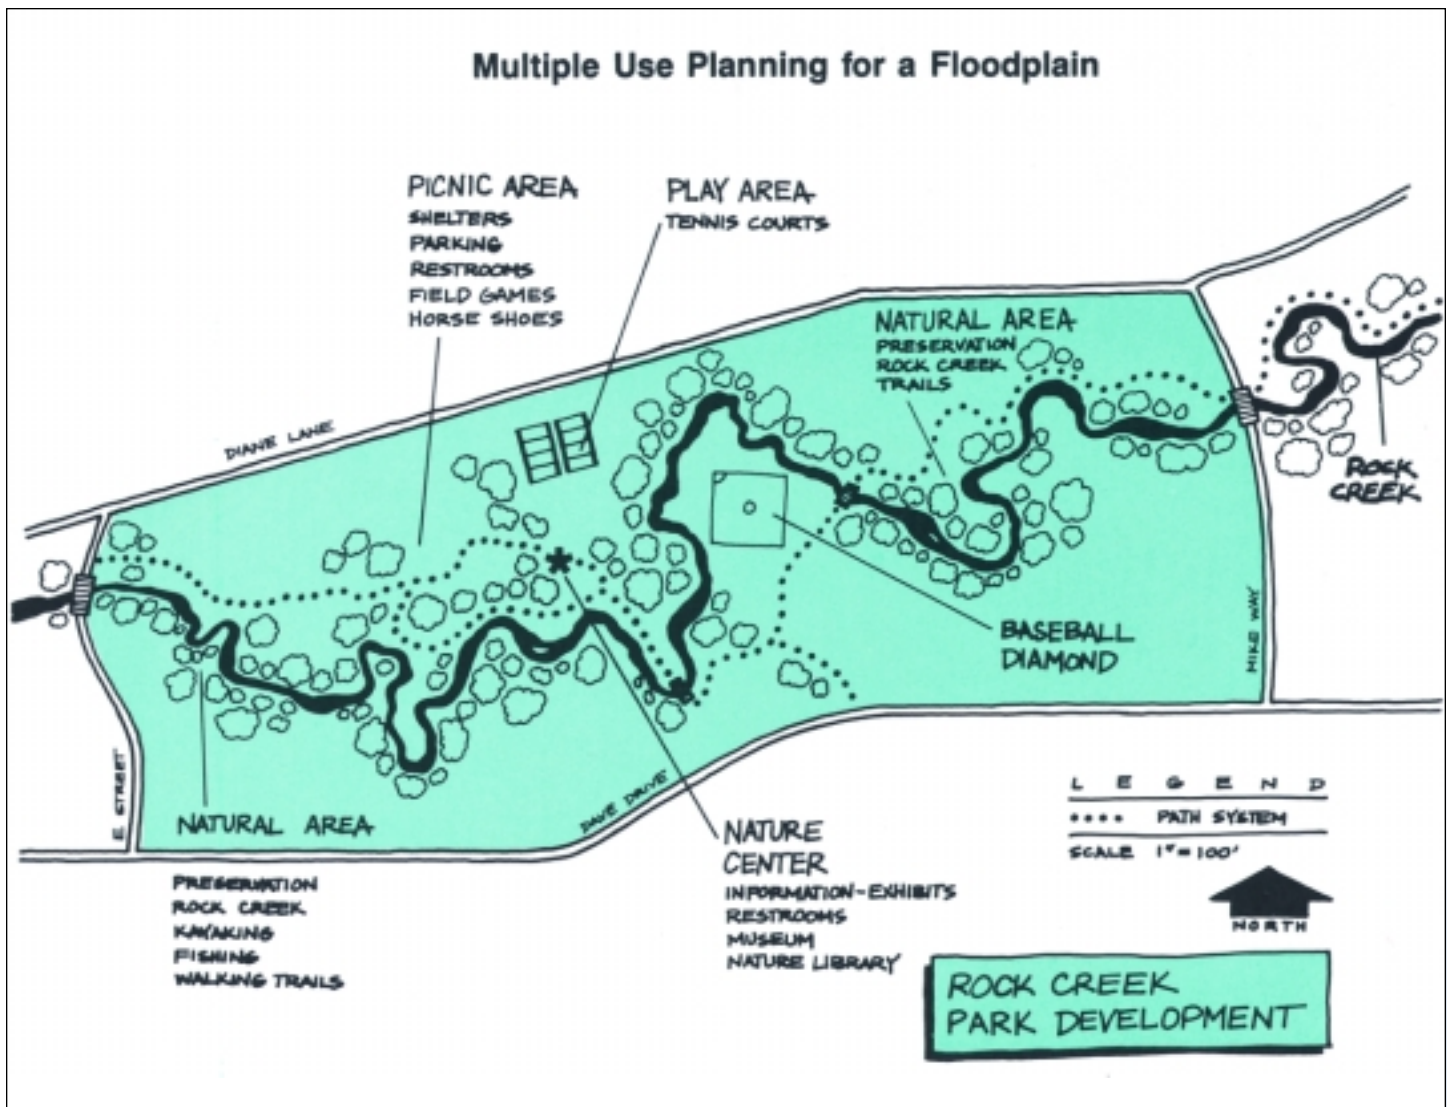 Multiple Use Planning for a Floodplain
PICNIC AREA
SHELTERS
PARKING
RESTROOMS
FIELD GAMES
HORSE SHOES
PLAY AREA
TENNIS COURTS
NATURAL AREA
PRESERVATION
ROCK CREEK
TRAILS
DIANE LANE
ROCK
CREEK
BASEBALL
DIAMOND
MIKE WAY
E STREET
NATURAL AREA
PRESERVATION
ROCK CREEK
KAYAKING
FISHING
WALKING TRAILS
DAVE DRIVE
NATURE
CENTER
INFORMATION-EXHIBITS
RESTROOMS
MUSEUM
NATURE LIBRARY
LEGEND
PATH SYSTEM
SCALE 1"=100'
NORTH
ROCK CREEK
PARK DEVELOPMENT